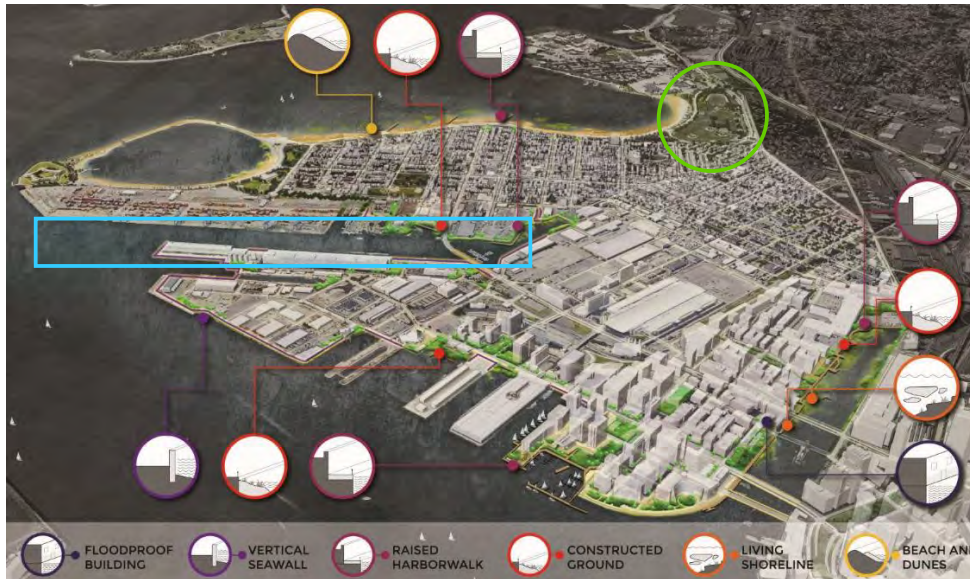 FLOODPROOF
BUILDING
VERTICAL
SEAWALL
RAISED
HARBORWALK
CONSTRUCTED
GROUND
LIVING
SHORELINE
BEACH AN
DUNES